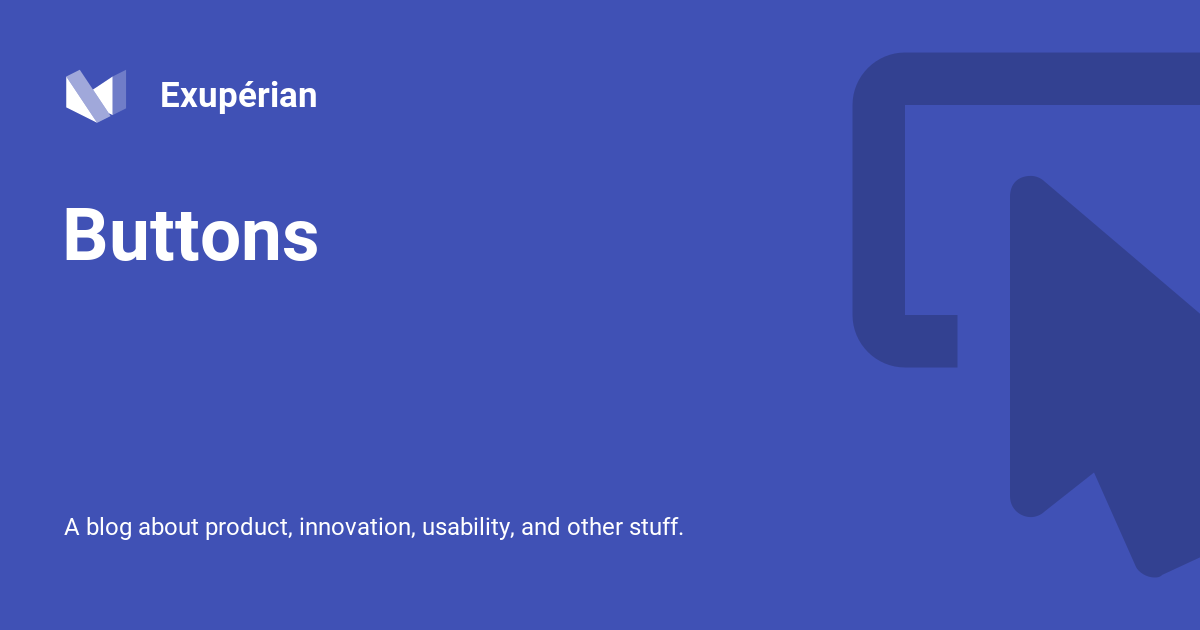 Exupérian
Buttons
A blog about product, innovation, usability, and other stuff.